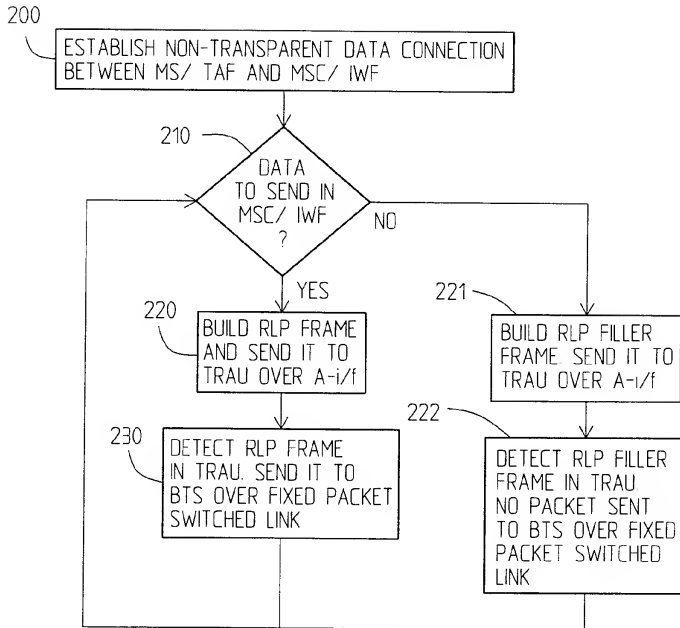 200
ESTABLISH NON-TRANSPARENT DATA CONNECTION
BETWEEN MS/ TAF AND MSC/ IWF
210
DATA
TO SEND IN
MSC/ IWF
?
NO
YES
220
BUILD RLP FRAME
AND SEND IT TO
TRAU OVER A-i/f
221
BUILD RLP FILLER
FRAME. SEND IT TO
TRAU OVER A-i/f
230
DETECT RLP FRAME
IN TRAU. SEND IT TO
BTS OVER FIXED PACKET
SWITCHED LINK
222
DETECT RLP FILLER
FRAME IN TRAU
NO PACKET SENT
TO BTS OVER FIXED
PACKET SWITCHED
LINK